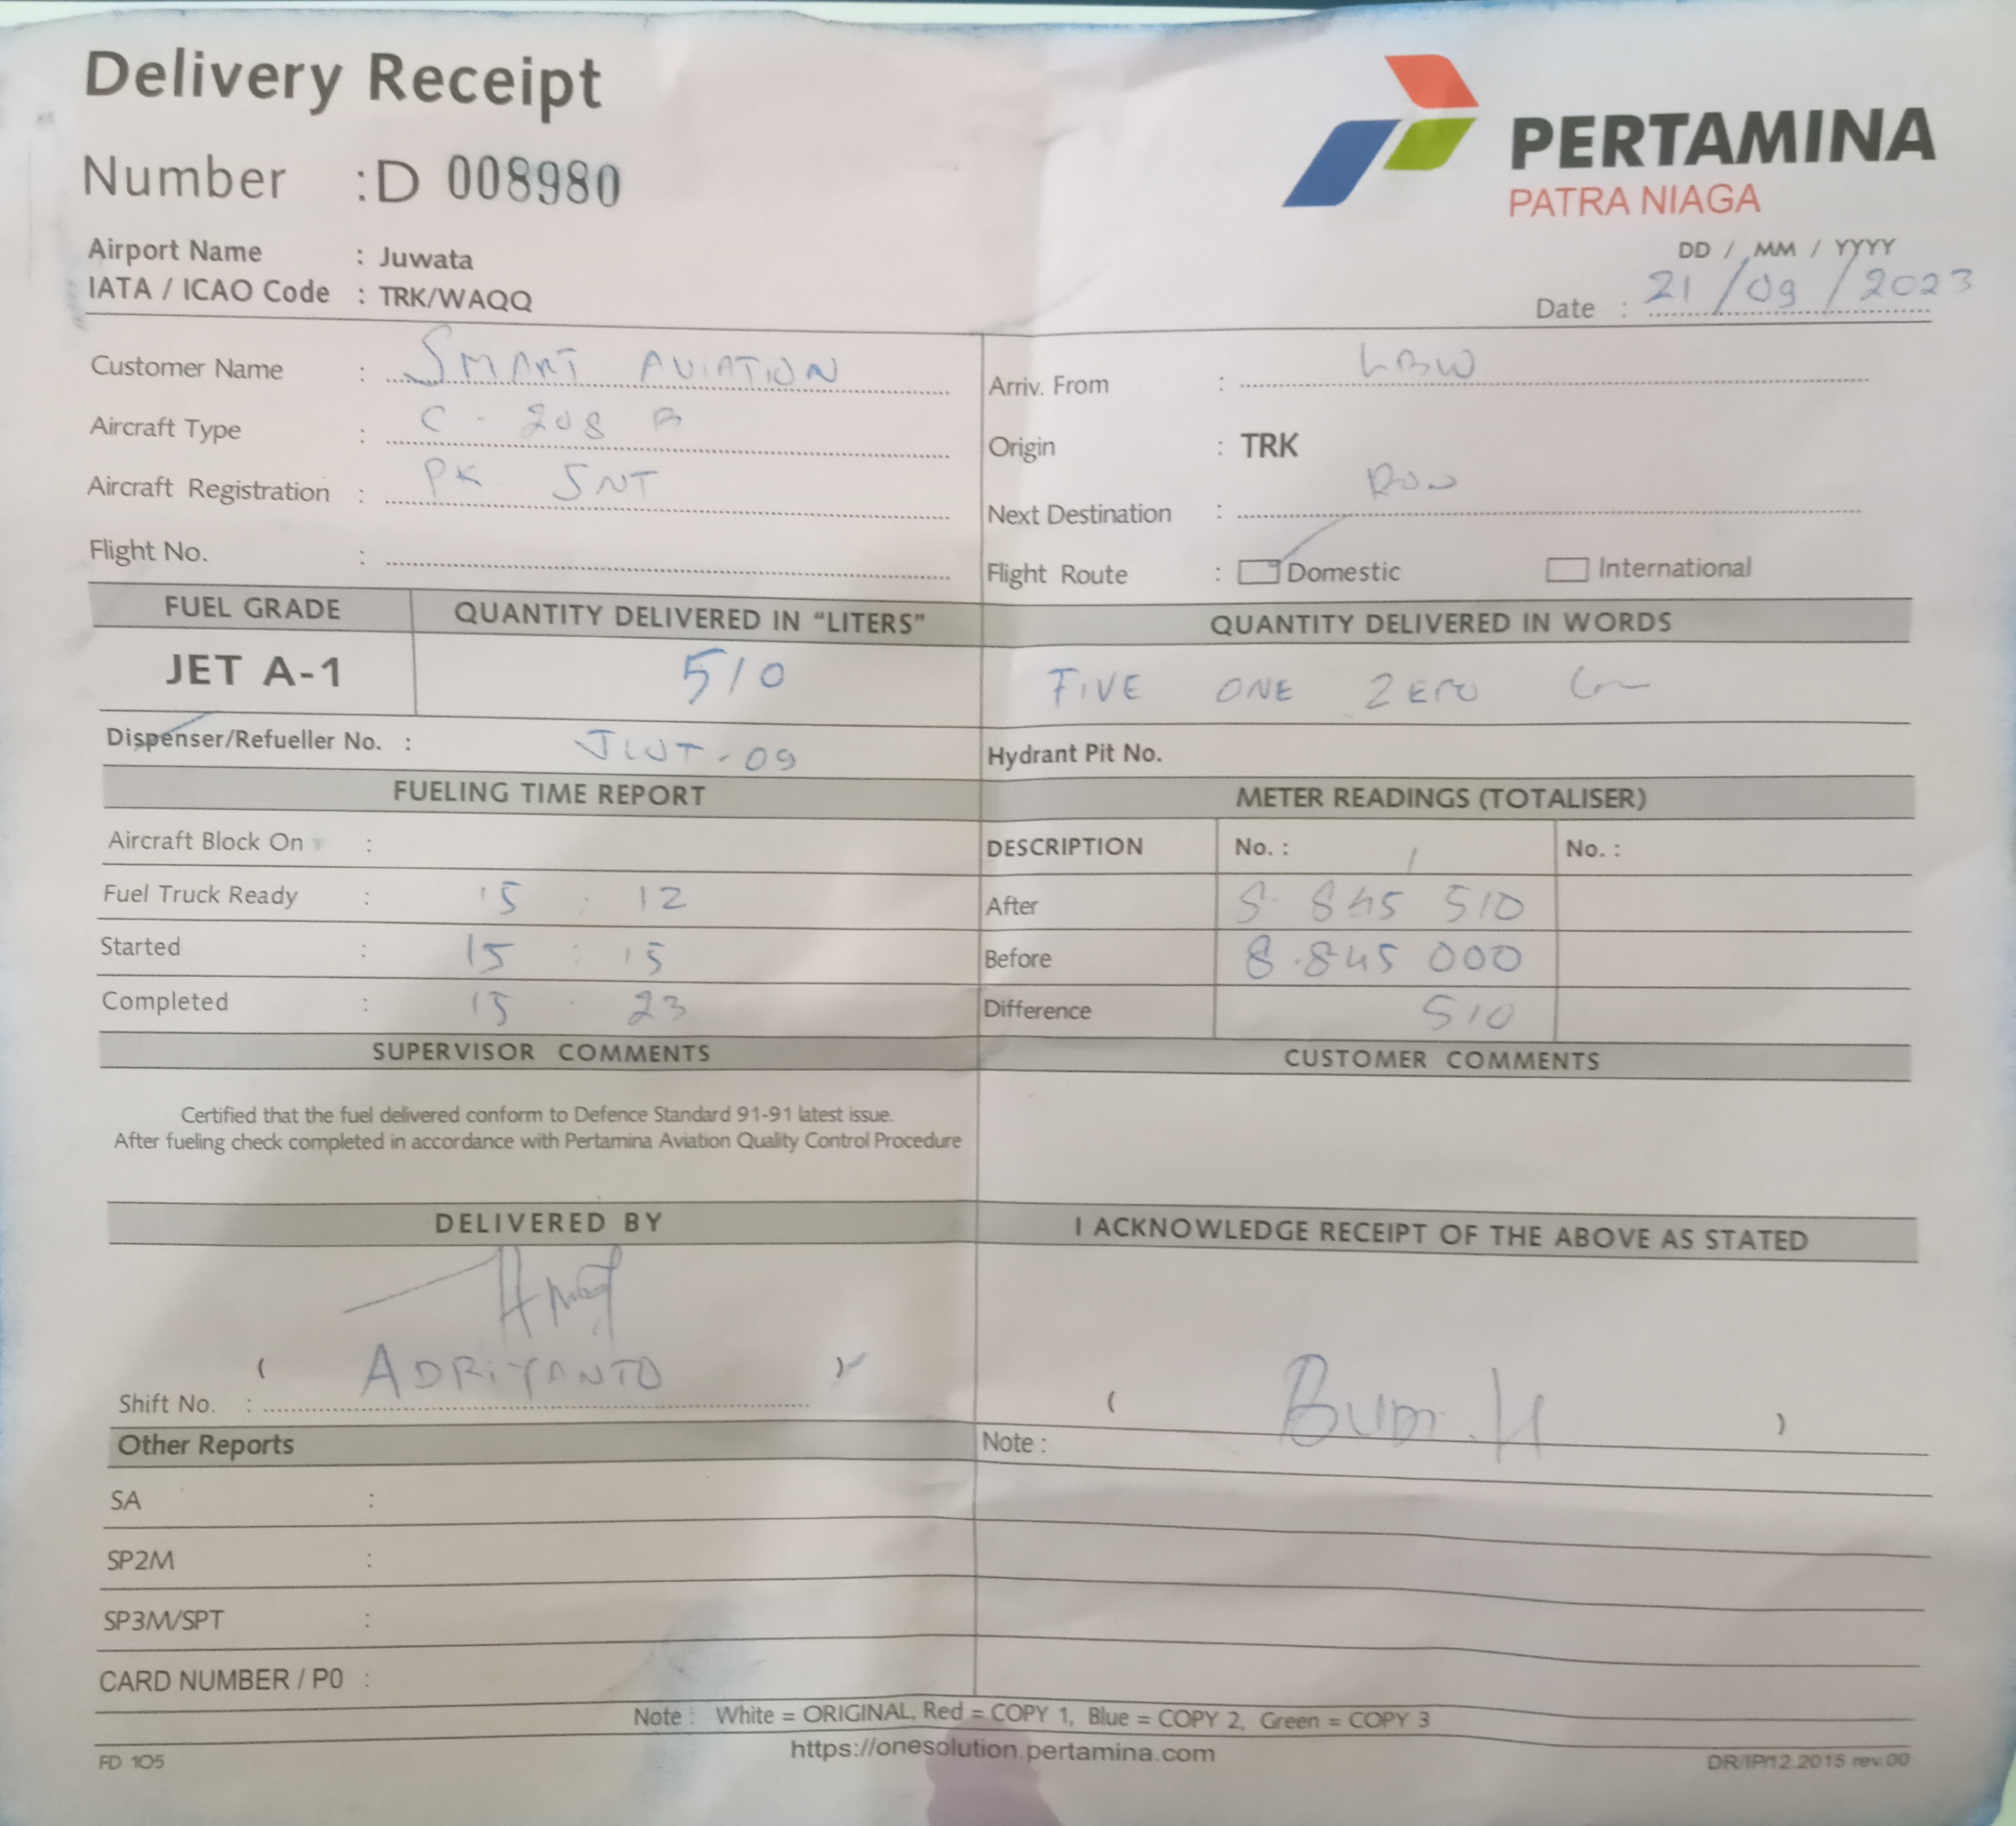 Delivery Receipt
Number : D 008980
PERTAMINA
PATRA NIAGA
Airport Name : Juwata
IATA / ICAO Code : TRK/WAQQ
DD / MM / YYYY
Date : 21 / 09 / 2023
Customer Name : SMART AVIATION
Arriv. From : LBW
Aircraft Type : C - 208 B
Origin : TRK
Aircraft Registration : PK SNT
Next Destination :
Flight No. :
Flight Route : Domestic International
FUEL GRADE QUANTITY DELIVERED IN “LITERS” QUANTITY DELIVERED IN WORDS
JET A-1 510 FIVE ONE ZERO
Dispenser/Refueller No. : JWT-09 Hydrant Pit No.
FUELING TIME REPORT METER READINGS (TOTALISER)
Aircraft Block On : DESCRIPTION No. : 1 No. :
Fuel Truck Ready : 15 : 12 After 8.845 510
Started : 15 : 15 Before 8.845 000
Completed : 15 : 23 Difference 510
SUPERVISOR COMMENTS CUSTOMER COMMENTS
Certified that the fuel delivered conform to Defence Standard 91-91 latest issue.
After fueling check completed in accordance with Pertamina Aviation Quality Control Procedure
DELIVERED BY I ACKNOWLEDGE RECEIPT OF THE ABOVE AS STATED
( ADRIYANTO )
Shift No. :
( BUDI.H )
Other Reports Note :
SA :
SP2M :
SP3M/SPT :
CARD NUMBER / P0 :
Note : White = ORIGINAL, Red = COPY 1, Blue = COPY 2, Green = COPY 3
https://onesolution.pertamina.com
FD 105 DR/IP/12.2015 rev.00